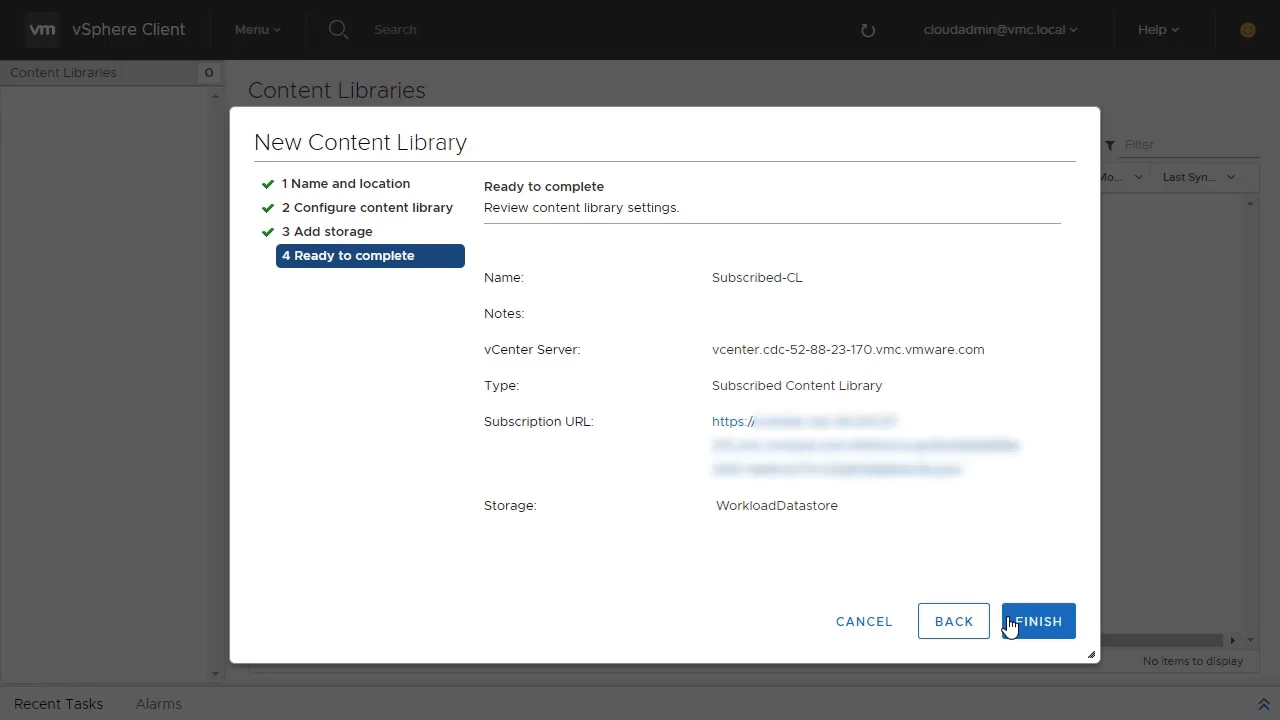 vm vSphere Client Menu Search cloudadmin@vmc.local Help
Content Libraries 0
Content Libraries
Filter
Mo... Last Syn...
New Content Library
1 Name and location
2 Configure content library
3 Add storage
4 Ready to complete
Ready to complete
Review content library settings.
Name: Subscribed-CL
Notes:
vCenter Server: vcenter.cdc-52-88-23-170.vmc.vmware.com
Type: Subscribed Content Library
Subscription URL: https://
Storage: WorkloadDatastore
CANCEL BACK FINISH
No items to display
Recent Tasks Alarms